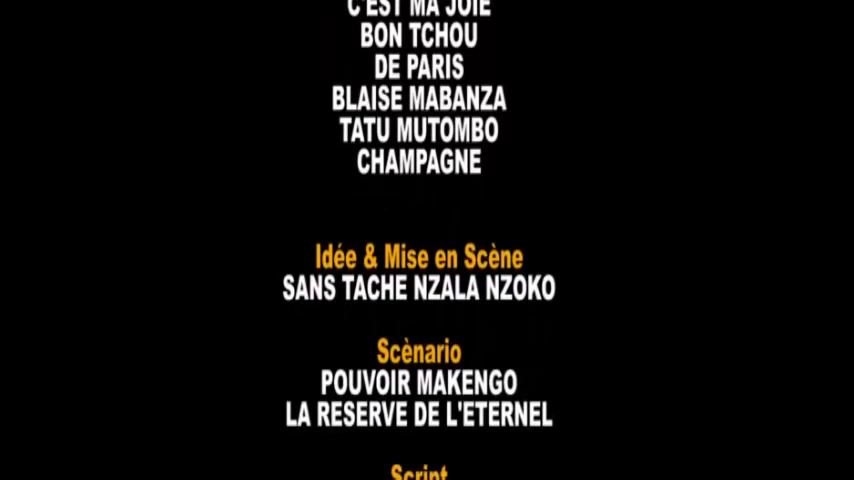 C'EST MA JOIE
BON TCHOU
DE PARIS
BLAISE MABANZA
TATU MUTOMBO
CHAMPAGNE
Idée & Mise en Scène
SANS TACHE NZALA NZOKO
Scènario
POUVOIR MAKENGO
LA RESERVE DE L'ETERNEL
Script